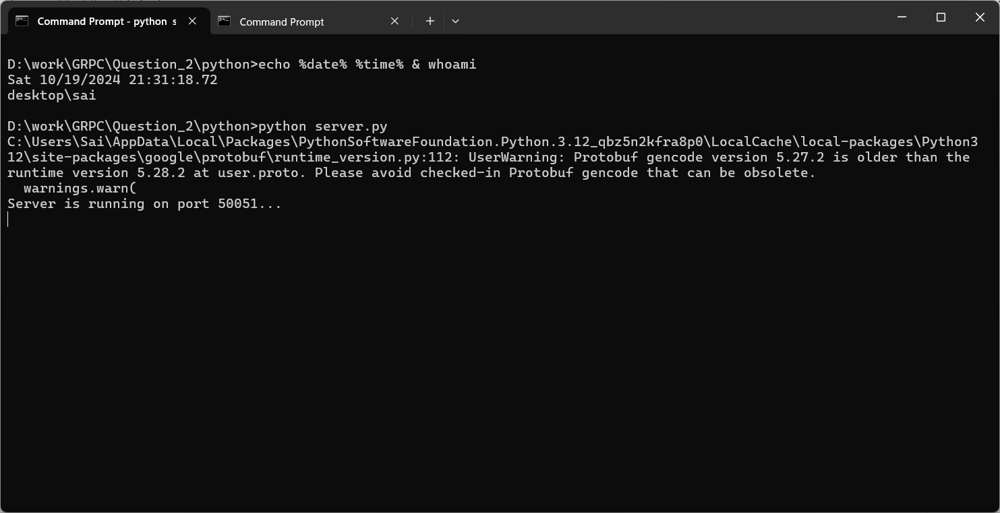 Command Prompt - python s
Command Prompt
D:\work\GRPC\Question_2\python>echo %date% %time% & whoami
Sat 10/19/2024 21:31:18.72
desktop\sai
D:\work\GRPC\Question_2\python>python server.py
C:\Users\Sai\AppData\Local\Packages\PythonSoftwareFoundation.Python.3.12_qbz5n2kfra8p0\LocalCache\local-packages\Python3
12\site-packages\google\protobuf\runtime_version.py:112: UserWarning: Protobuf gencode version 5.27.2 is older than the
runtime version 5.28.2 at user.proto. Please avoid checked-in Protobuf gencode that can be obsolete.
  warnings.warn(
Server is running on port 50051...